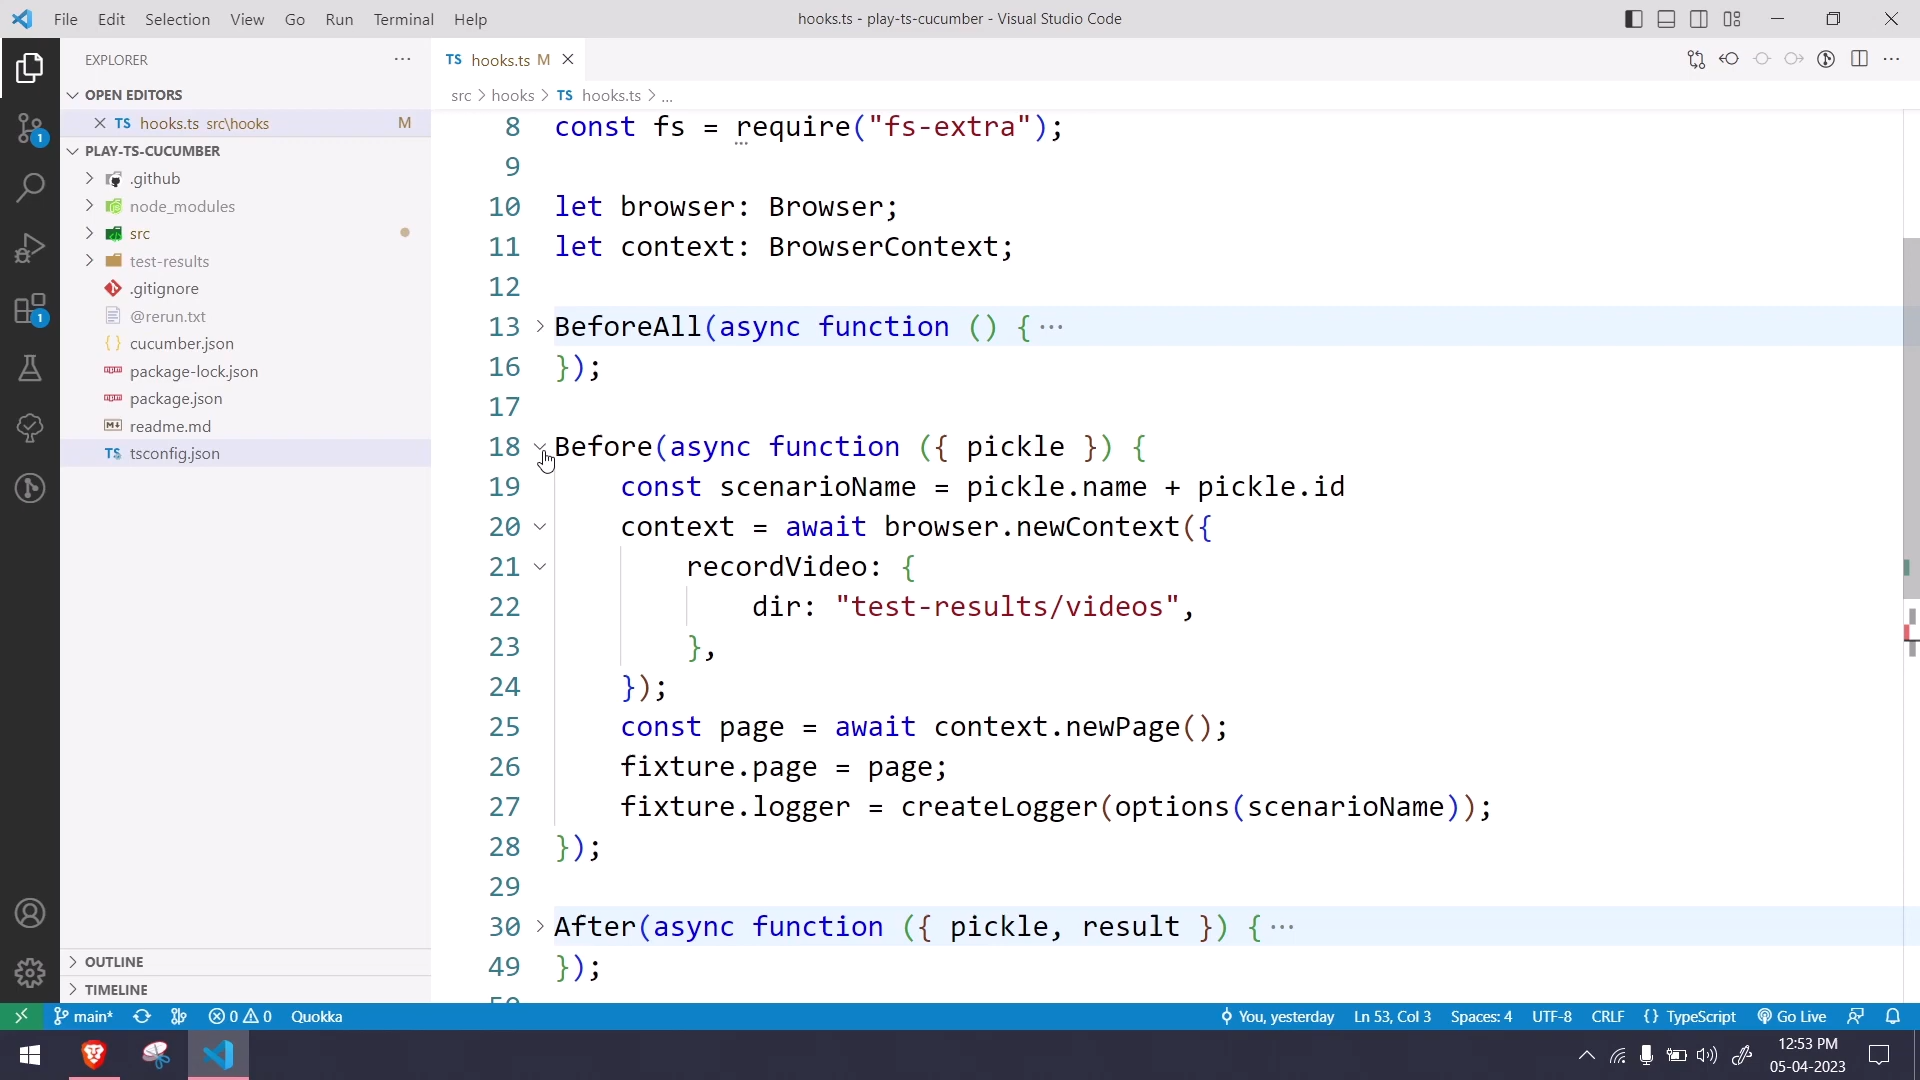 File Edit Selection View Go Run Terminal Help
hooks.ts - play-ts-cucumber - Visual Studio Code
EXPLORER
OPEN EDITORS
TS hooks.ts src\hooks M
PLAY-TS-CUCUMBER
.github
node_modules
src
test-results
.gitignore
@rerun.txt
{} cucumber.json
package-lock.json
package.json
readme.md
TS tsconfig.json
OUTLINE
TIMELINE
TS hooks.ts M
src > hooks > TS hooks.ts > ...
8 const fs = require("fs-extra");
9
10 let browser: Browser;
11 let context: BrowserContext;
12
13 BeforeAll(async function () {···
16 });
17
18 Before(async function ({ pickle }) {
19 const scenarioName = pickle.name + pickle.id
20 context = await browser.newContext({
21 recordVideo: {
22 dir: "test-results/videos",
23 },
24 });
25 const page = await context.newPage();
26 fixture.page = page;
27 fixture.logger = createLogger(options(scenarioName));
28 });
29
30 After(async function ({ pickle, result }) {···
49 });
50
main* 0 0 Quokka
You, yesterday Ln 53, Col 3 Spaces: 4 UTF-8 CRLF {} TypeScript Go Live
12:53 PM
05-04-2023